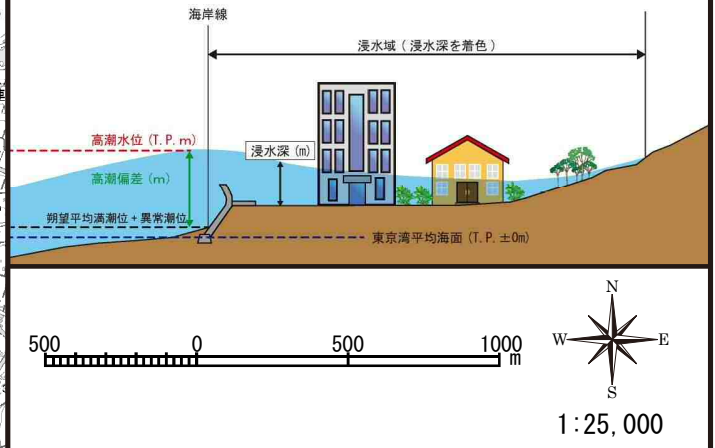 海岸線
浸水域（浸水深を着色）
高潮水位（T.P. m）
浸水深（m）
高潮偏差（m）
朔望平均満潮位＋異常潮位
東京湾平均海面（T.P. ±0m）
500 0 500 1000
m
N
W E
S
1:25,000